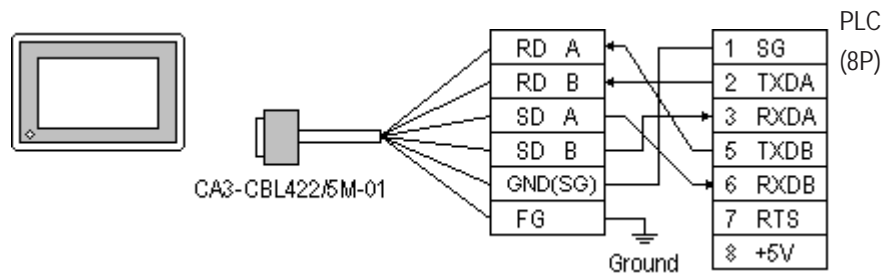 PLC
(8P)
RD A
RD B
SD A
SD B
GND(SG)
FG
1 SG
2 TXDA
3 RXDA
5 TXDB
6 RXDB
7 RTS
8 +5V
CA3-CBL422/5M-01
Ground